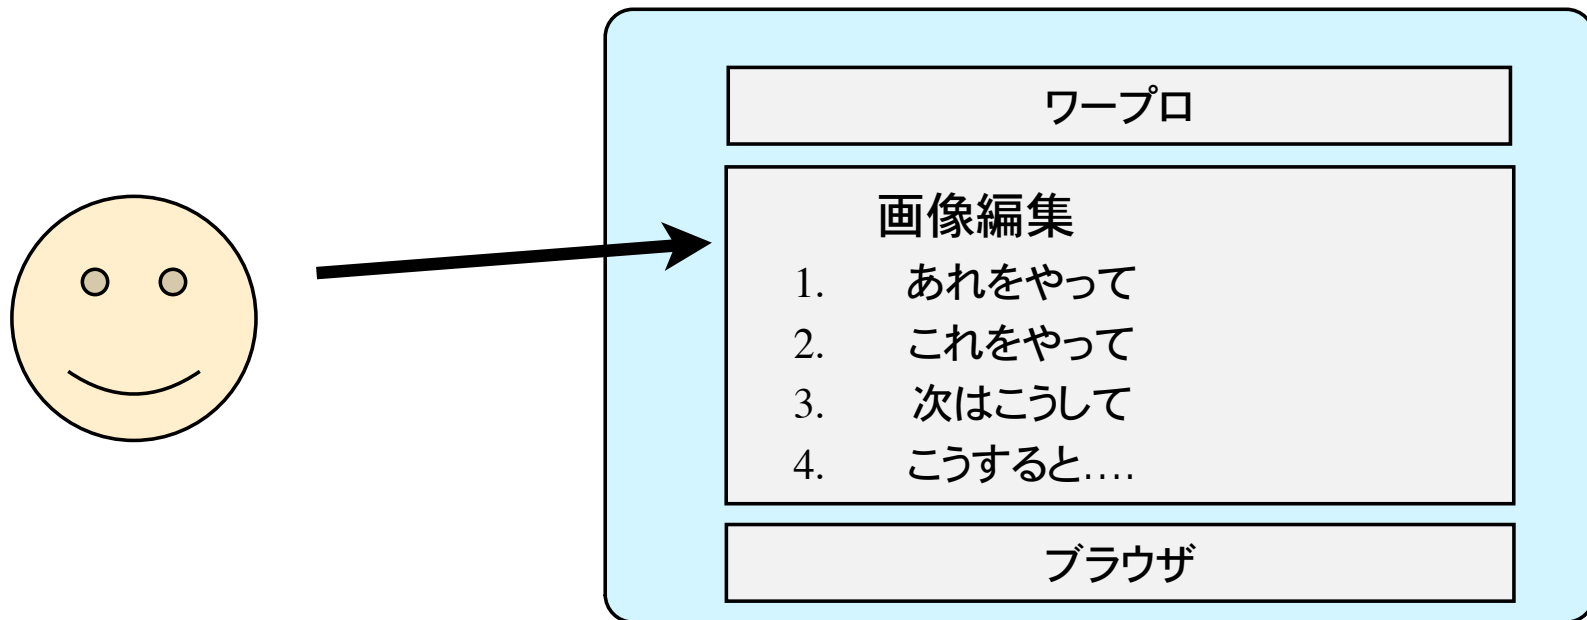 ワープロ
画像編集
1. あれをやって
2. これをやって
3. 次はこうして
4. こうすると….
ブラウザ